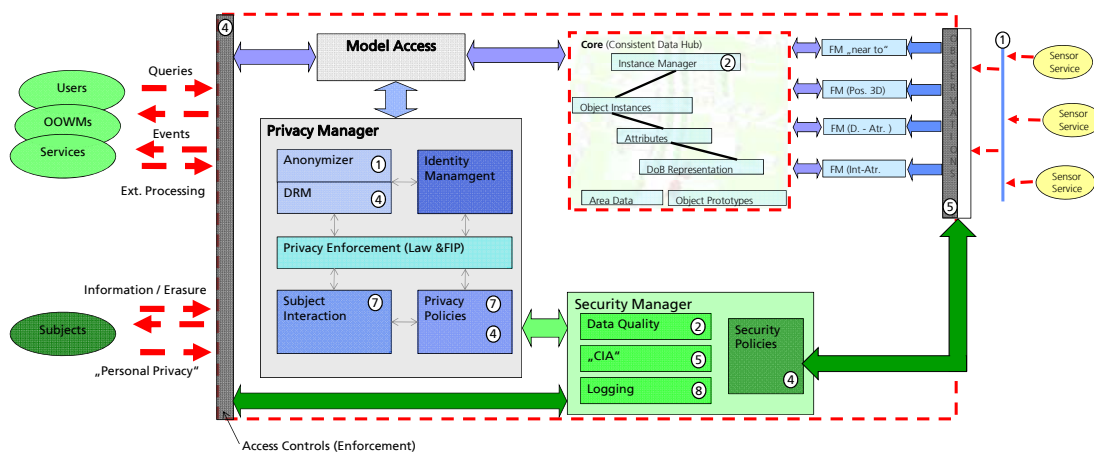 4
Model Access
Core (Consistent Data Hub)
Instance Manager
2
Object Instances
Attributes
DoB Representation
Area Data
Object Prototypes
FM „near to“
FM (Pos. 3D)
FM (D. - Atr. )
FM (Int-Atr.
OBSERVATIONS
5
1
Sensor
Service
Sensor
Service
Sensor
Service
Queries
Users
OOWMs
Events
Services
Ext. Processing
Privacy Manager
Anonymizer
1
DRM
4
Identity
Managment
Privacy Enforcement (Law &FIP)
Subject
Interaction
7
Privacy
Policies
7
4
Information / Erasure
Subjects
„Personal Privacy“
Security Manager
Data Quality
2
„CIA“
5
Logging
8
Security
Policies
4
Access Controls (Enforcement)